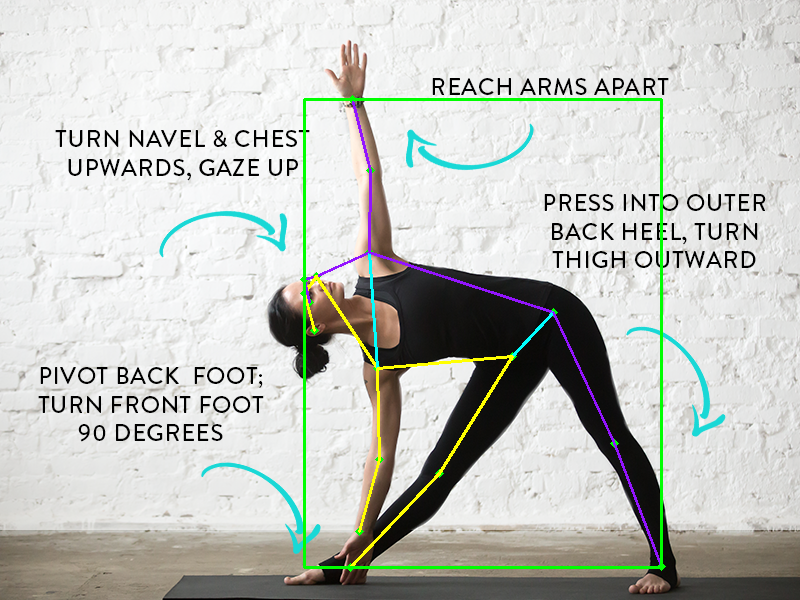 REACH ARMS APART
TURN NAVEL & CHEST
UPWARDS, GAZE UP
PRESS INTO OUTER
BACK HEEL, TURN
THIGH OUTWARD
PIVOT BACK FOOT;
TURN FRONT FOOT
90 DEGREES